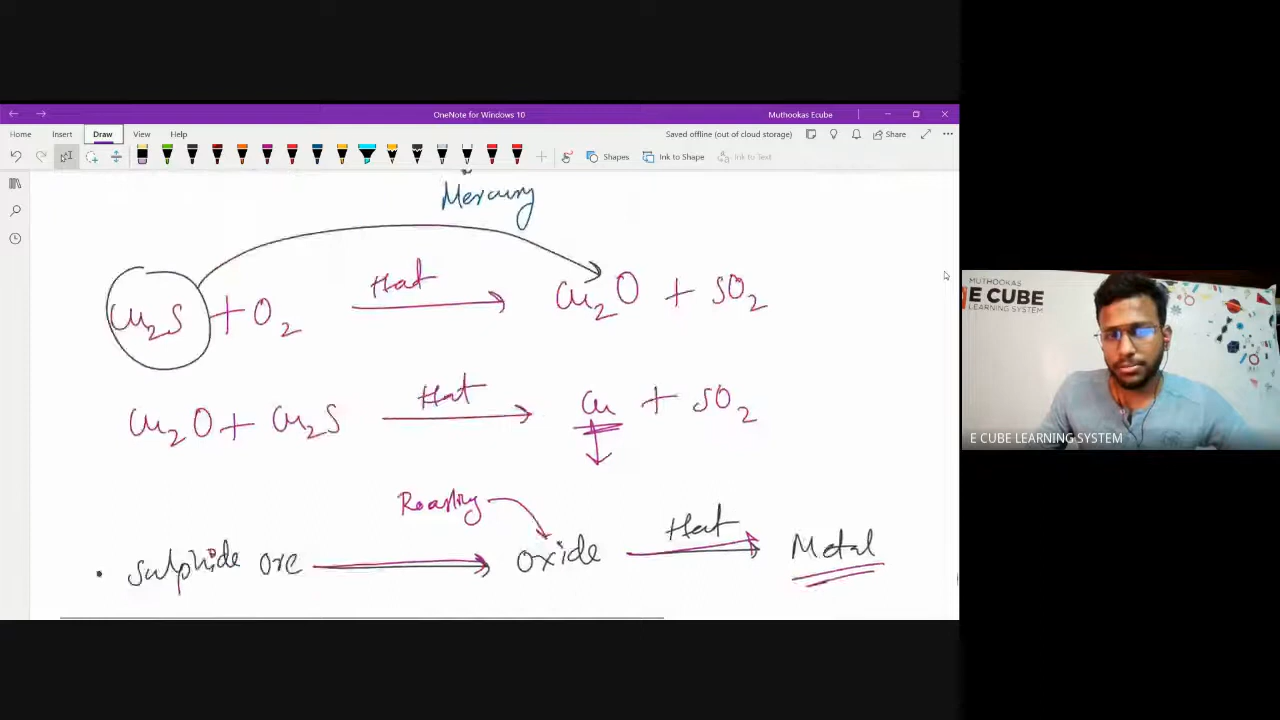 OneNote for Windows 10
Muthookas Ecube
Home Insert Draw View Help
Saved offline (out of cloud storage) Share
Shapes Ink to Shape Ink to Text
Mercury
Cu2S + O2 Heat Cu2O + SO2
Cu2O + Cu2S Heat Cu + SO2
Roasting
• Sulphide ore oxide Heat Metal
MUTHOOKAS
E CUBE
LEARNING SYSTEM
E CUBE LEARNING SYSTEM